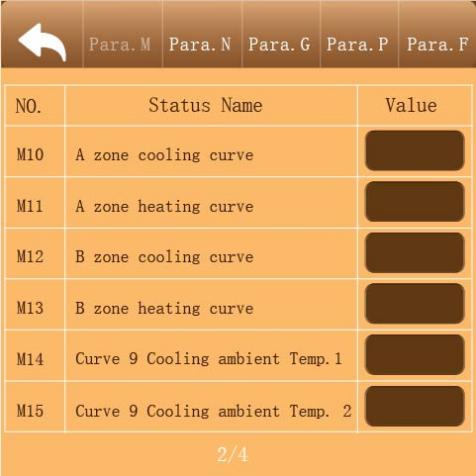 Para.M Para.N Para.G Para.P Para.F
NO. Status Name Value
M10 A zone cooling curve
M11 A zone heating curve
M12 B zone cooling curve
M13 B zone heating curve
M14 Curve 9 Cooling ambient Temp.1
M15 Curve 9 Cooling ambient Temp. 2
2/4